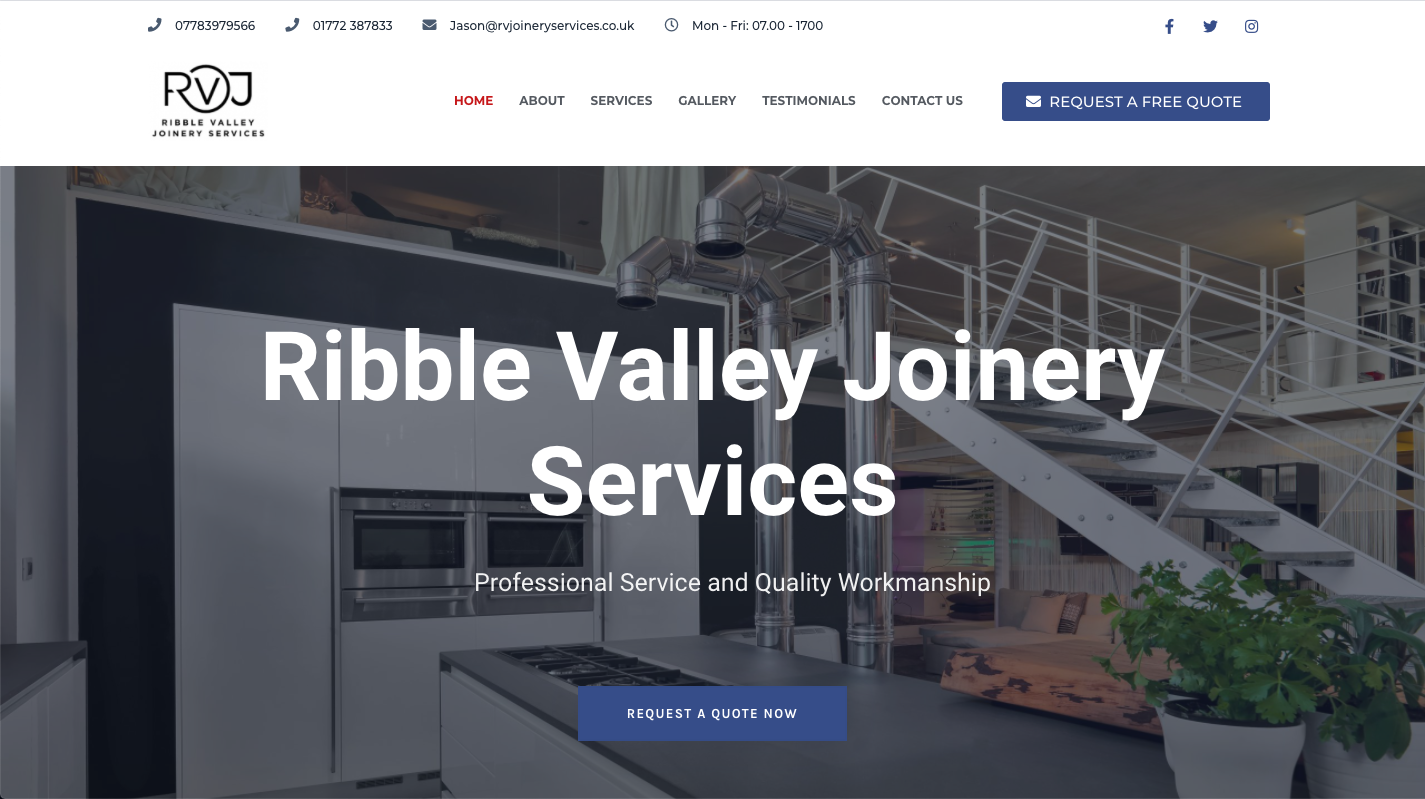 07783979566 01772 387833 Jason@rvjoineryservices.co.uk Mon - Fri: 07.00 - 1700
RVJ
RIBBLE VALLEY
JOINERY SERVICES
HOME ABOUT SERVICES GALLERY TESTIMONIALS CONTACT US REQUEST A FREE QUOTE
Ribble Valley Joinery
Services
Professional Service and Quality Workmanship
REQUEST A QUOTE NOW